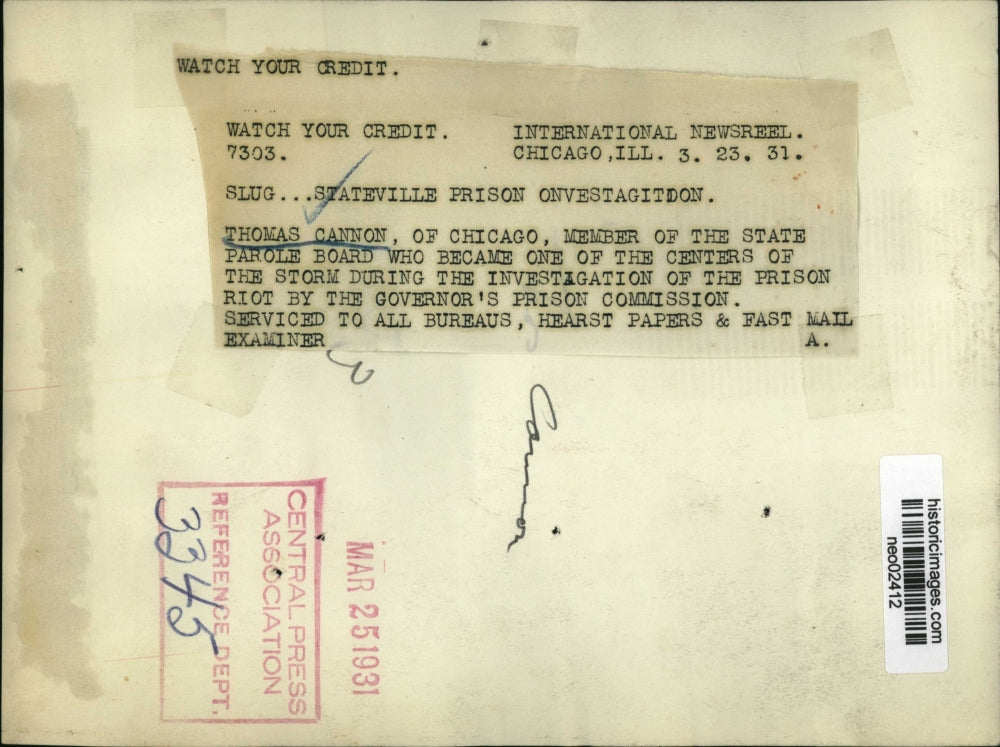 WATCH YOUR CREDIT.
WATCH YOUR CREDIT. INTERNATIONAL NEWSREEL.
7303. CHICAGO,ILL. 3. 23. 31.
SLUG...STATEVILLE PRISON ONVESTAGITION.
THOMAS CANNON, OF CHICAGO, MEMBER OF THE STATE
PAROLE BOARD WHO BECAME ONE OF THE CENTERS OF
THE STORM DURING THE INVESTAGATION OF THE PRISON
RIOT BY THE GOVERNOR'S PRISON COMMISSION.
SERVICED TO ALL BUREAUS, HEARST PAPERS & FAST MAIL
EXAMINER A.
Cannon
CENTRAL PRESS
ASSOCIATION
REFERENCE DEPT.
3345
MAR 25 1931
historicimages.com
neo02412